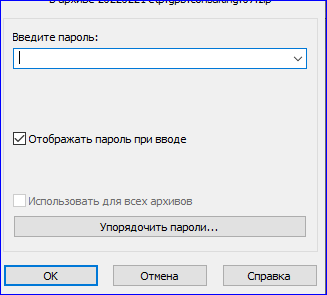 Введите пароль:
Отображать пароль при вводе
Использовать для всех архивов
Упорядочить пароли...
OK
Отмена
Справка